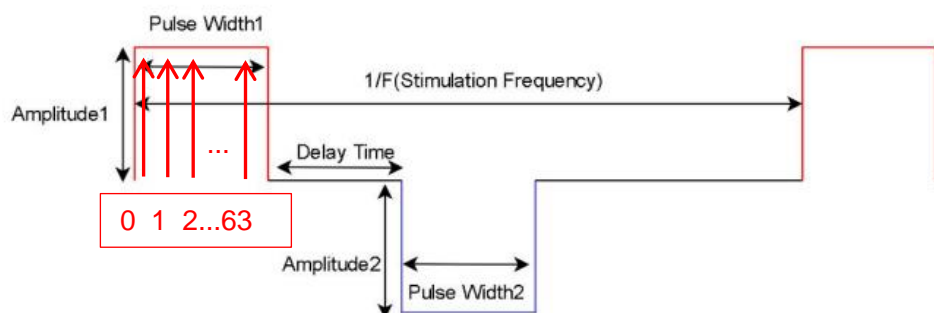 Pulse Width1
1/F(Stimulation Frequency)
Amplitude1
...
Delay Time
0 1 2...63
Amplitude2
Pulse Width2